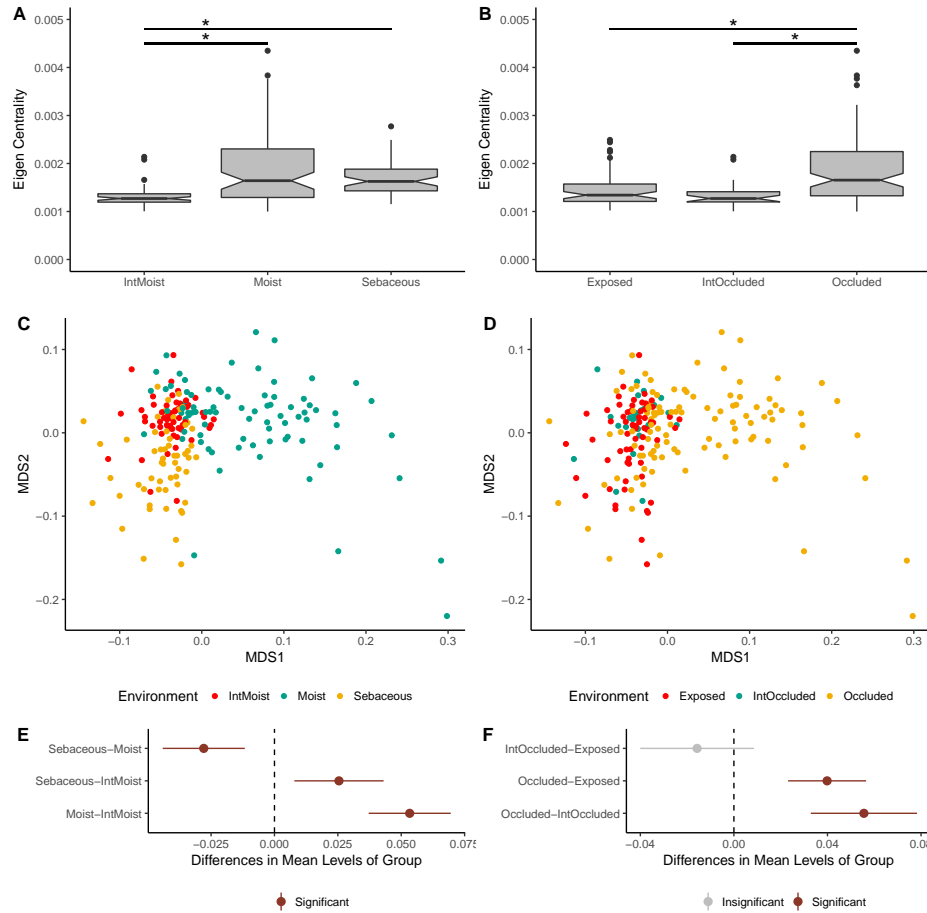 A
0.005
0.004
0.003
0.002
0.001
0.000
Eigen Centrality
*
*
IntMoist Moist Sebaceous
B
0.005
0.004
0.003
0.002
0.001
0.000
Eigen Centrality
*
*
Exposed IntOccluded Occluded
C
0.1
0.0
−0.1
−0.2
MDS2
−0.1 0.0 0.1 0.2 0.3
MDS1
Environment IntMoist Moist Sebaceous
D
0.1
0.0
−0.1
−0.2
MDS2
−0.1 0.0 0.1 0.2 0.3
MDS1
Environment Exposed IntOccluded Occluded
E
Sebaceous−Moist
Sebaceous−IntMoist
Moist−IntMoist
−0.025 0.000 0.025 0.050 0.075
Differences in Mean Levels of Group
Significant
F
IntOccluded−Exposed
Occluded−Exposed
Occluded−IntOccluded
−0.04 0.00 0.04 0.08
Differences in Mean Levels of Group
Insignificant Significant